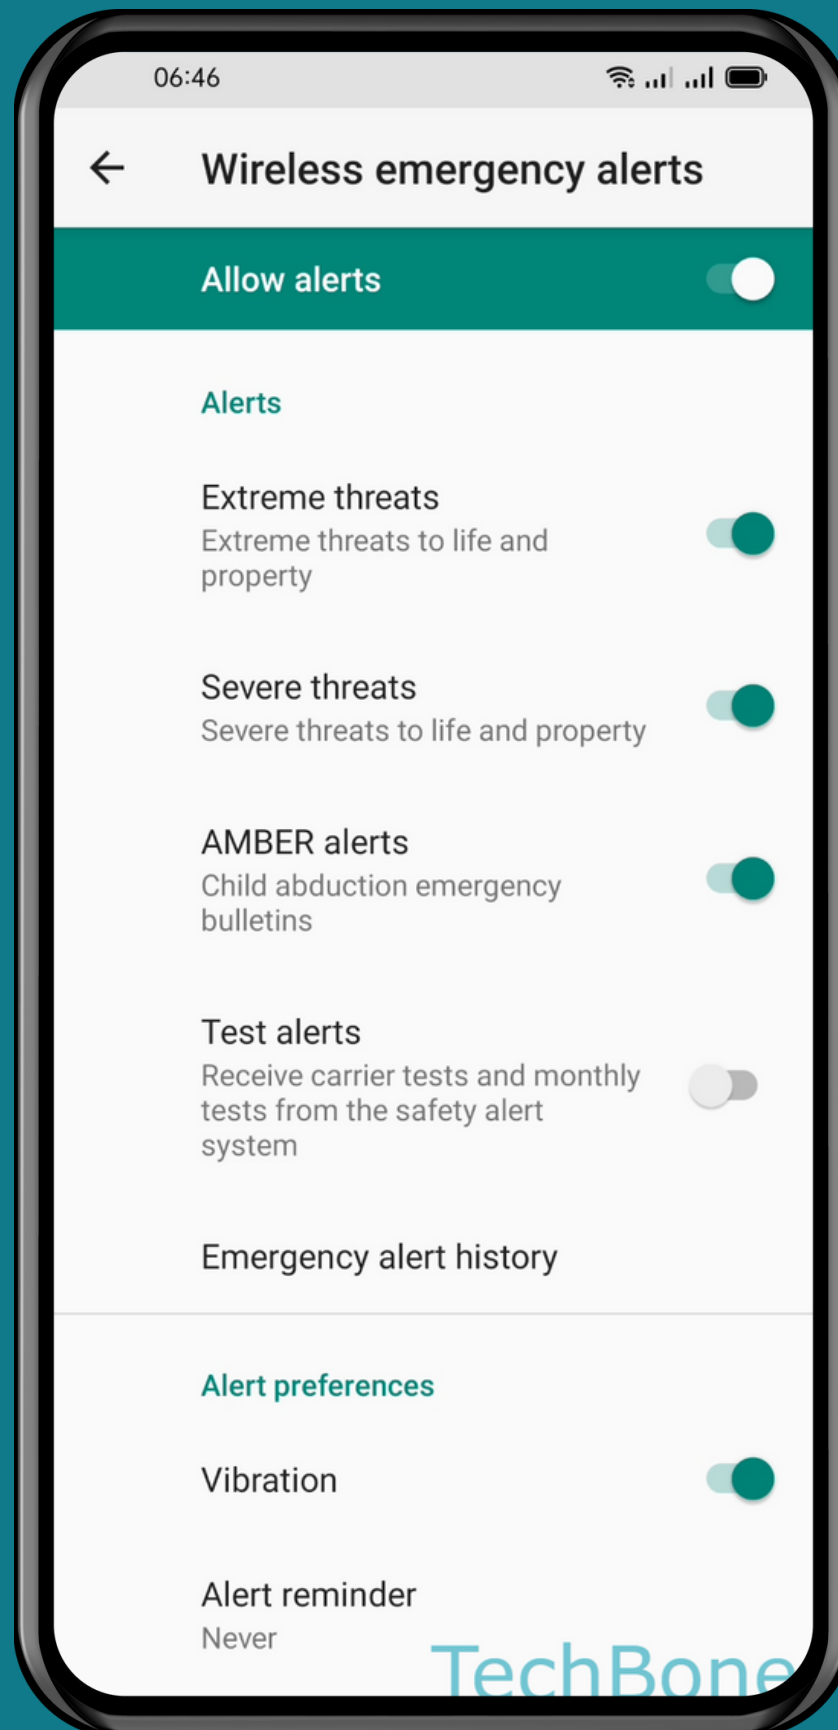 06:46
Wireless emergency alerts
Allow alerts
Alerts
Extreme threats
Extreme threats to life and
property
Severe threats
Severe threats to life and property
AMBER alerts
Child abduction emergency
bulletins
Test alerts
Receive carrier tests and monthly
tests from the safety alert
system
Emergency alert history
Alert preferences
Vibration
Alert reminder
Never
TechBone